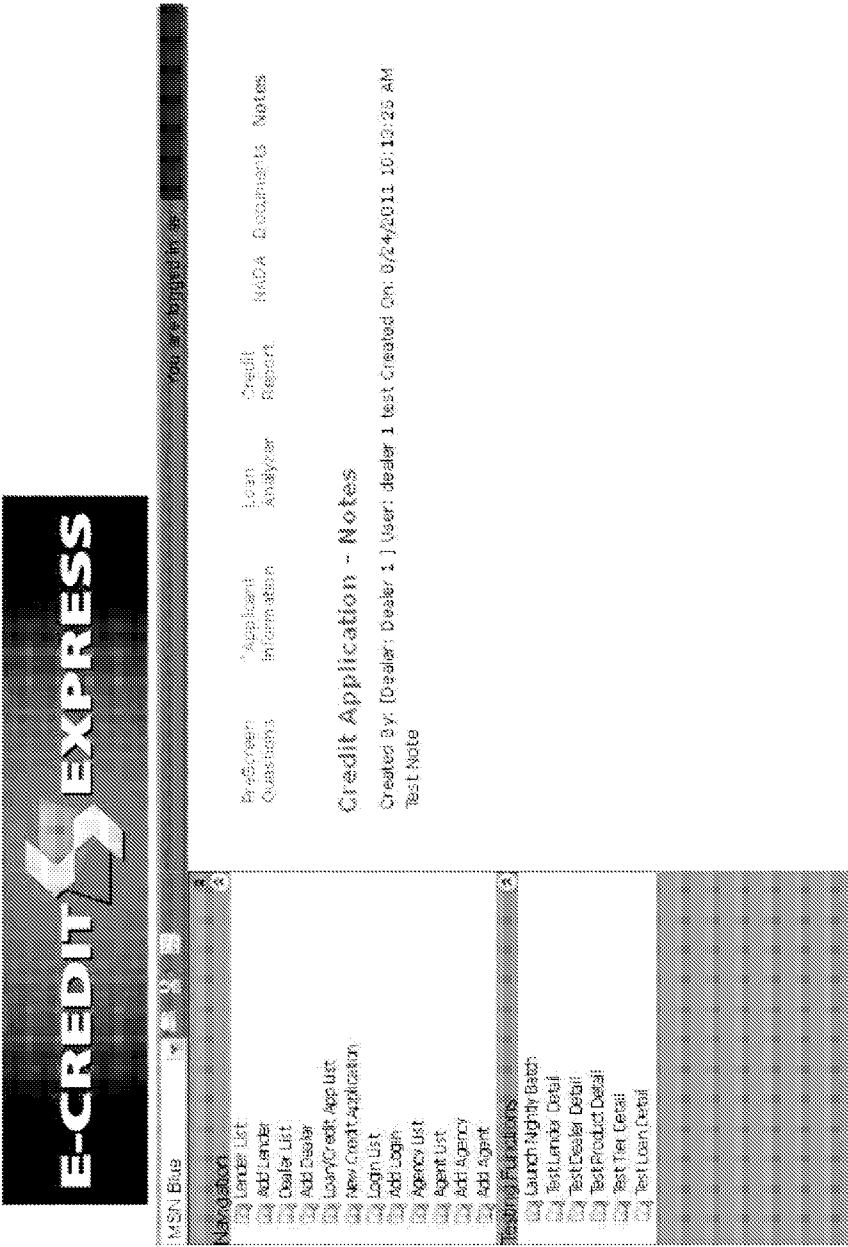 E-CREDIT EXPRESS
MSN Blue
You are logged in as
Navigation
Lender List
Add Lender
Dealer List
Add Dealer
Loan/Credit App List
New Credit Application
Login List
Add Login
Agency List
Agent List
Add Agency
Add Agent
Testing Functions
Launch Nightly Batch
Test Lender Detail
Test Dealer Detail
Test Product Detail
Test Tier Detail
Test Loan Detail
PreScreen Questions
Applicant Information
Loan Analyzer
Credit Report
NADA Documents Notes
Credit Application - Notes
Created By: [Dealer: Dealer 1 ] User: dealer 1 test Created On: 8/24/2011 10:13:25 AM
Test Note